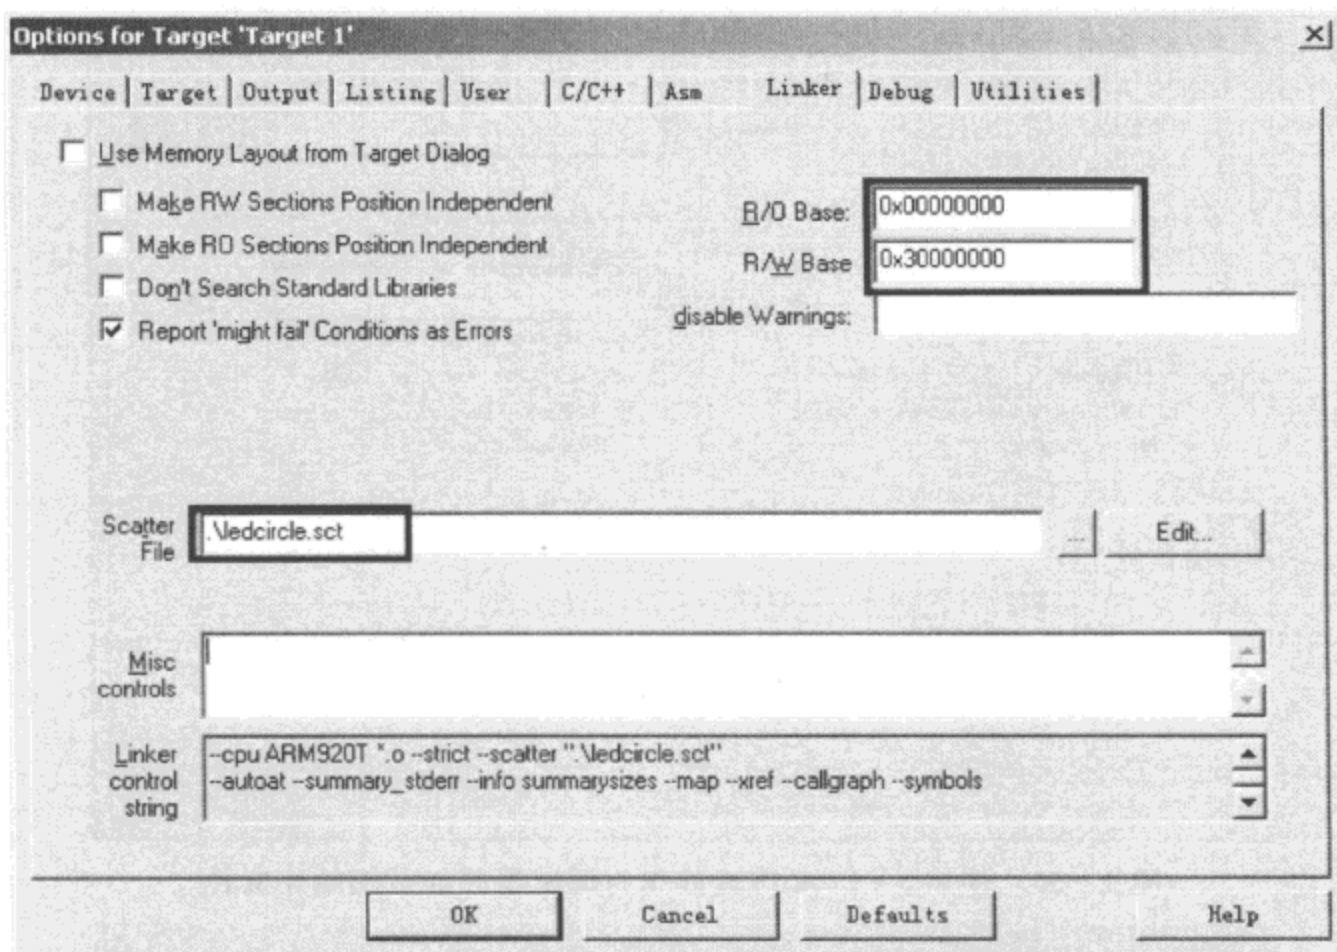 Options for Target 'Target 1'
Device Target Output Listing User C/C++ Asm Linker Debug Utilities
Use Memory Layout from Target Dialog
Make RW Sections Position Independent
Make RO Sections Position Independent
Don't Search Standard Libraries
Report 'might fail' Conditions as Errors
R/O Base: 0x00000000
R/W Base 0x30000000
disable Warnings:
Scatter File .\ledcircle.sct ... Edit...
Misc controls
Linker control string
--cpu ARM920T *.o --strict --scatter ".\ledcircle.sct"
--autoat --summary_stderr --info summarysizes --map --xref --callgraph --symbols
OK Cancel Defaults Help